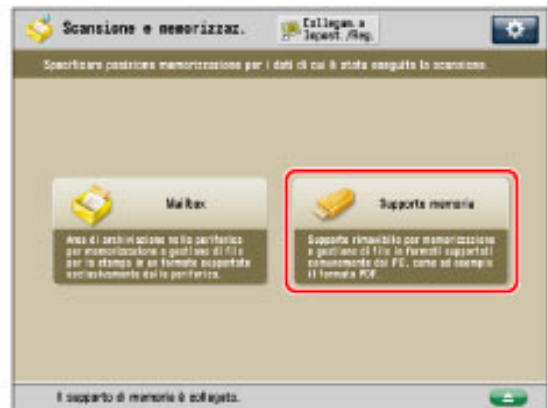 Scansione e memorizzaz.
Collegam. a
Impost./Reg.
Specificare posizione memorizzazione per i dati di cui è stata eseguita la scansione.
Mailbox
Area di archiviazione nella periferica
per memorizzazione e gestione di file
per la stampa in un formato supportato
esclusivamente dalla periferica.
Supporto memoria
Supporto rimovibile per memorizzazione
e gestione di file in formati supportati
comunemente dai PC, come ad esempio
il formato PDF
Il supporto di memoria è collegato.